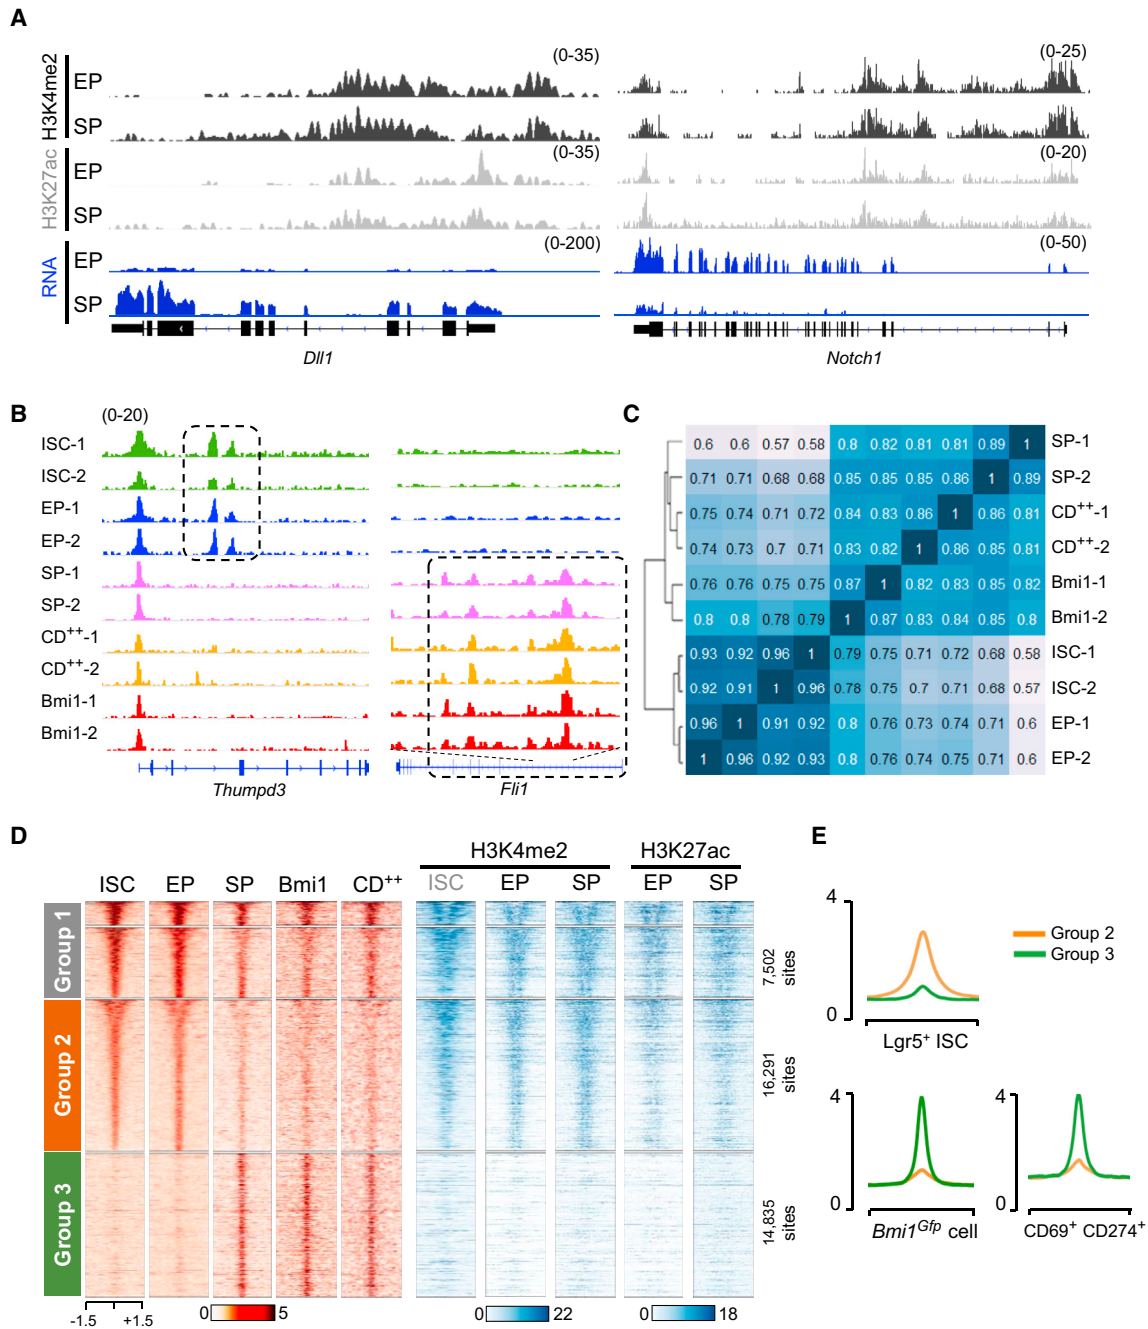 A
H3K4me2
EP
(0-35)
(0-25)
SP
H3K27ac
EP
(0-35)
(0-20)
SP
RNA
EP
(0-200)
(0-50)
SP
Dll1
Notch1
B
(0-20)
ISC-1
ISC-2
EP-1
EP-2
SP-1
SP-2
CD++-1
CD++-2
Bmi1-1
Bmi1-2
Thumpd3
Fli1
C
0.6 0.6 0.57 0.58 0.8 0.82 0.81 0.81 0.89 1 SP-1
0.71 0.71 0.68 0.68 0.85 0.85 0.85 0.86 1 0.89 SP-2
0.75 0.74 0.71 0.72 0.84 0.83 0.86 1 0.86 0.81 CD++-1
0.74 0.73 0.7 0.71 0.83 0.82 1 0.86 0.85 0.81 CD++-2
0.76 0.76 0.75 0.75 0.87 1 0.82 0.83 0.85 0.82 Bmi1-1
0.8 0.8 0.78 0.79 1 0.87 0.83 0.84 0.85 0.8 Bmi1-2
0.93 0.92 0.96 1 0.79 0.75 0.71 0.72 0.68 0.58 ISC-1
0.92 0.91 1 0.96 0.78 0.75 0.7 0.71 0.68 0.57 ISC-2
0.96 1 0.91 0.92 0.8 0.76 0.73 0.74 0.71 0.6 EP-1
1 0.96 0.92 0.93 0.8 0.76 0.74 0.75 0.71 0.6 EP-2
D
H3K4me2
H3K27ac
ISC EP SP Bmi1 CD++ ISC EP SP EP SP
Group 1
7,502 sites
Group 2
16,291 sites
Group 3
14,835 sites
-1.5 +1.5
0 5
0 22
0 18
E
4
0
Group 2
Group 3
Lgr5+ ISC
4
0
Bmi1Gfp cell
4
0
CD69+ CD274+